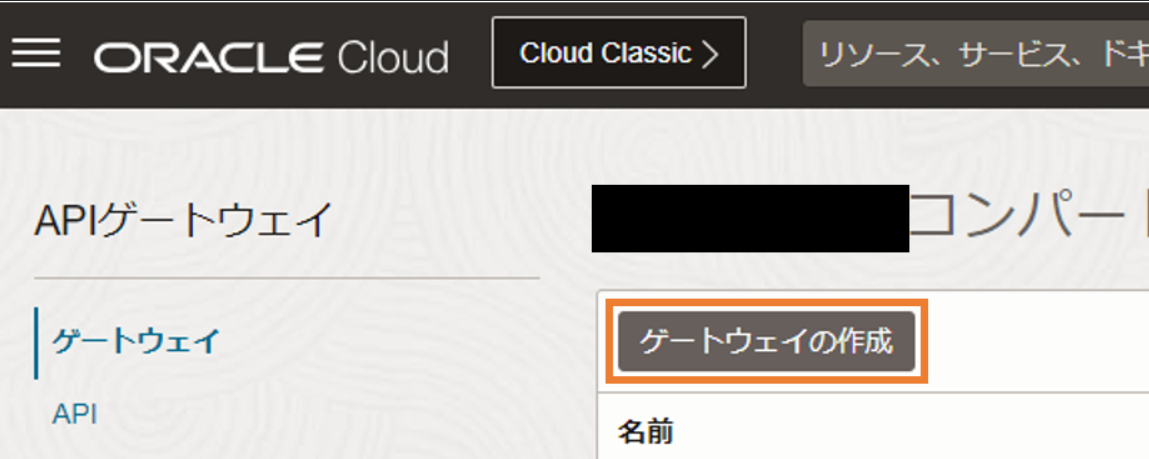 ORACLE Cloud
Cloud Classic
リソース、サービス、ドキ
APIゲートウェイ
コンパート
ゲートウェイ
API
ゲートウェイの作成
名前